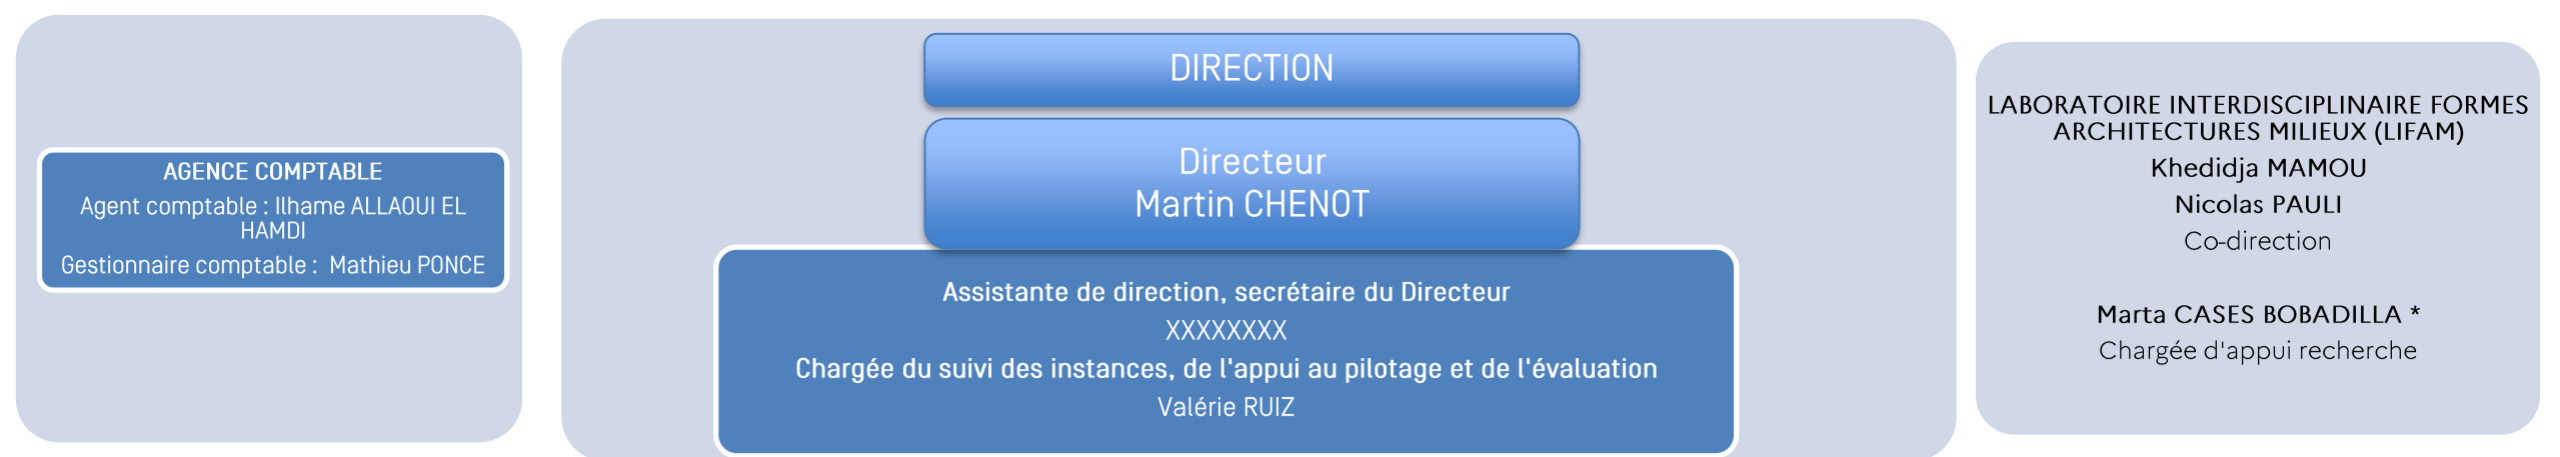 AGENCE COMPTABLE
Agent comptable : Ilhame ALLAOUI EL
HAMDI
Gestionnaire comptable :  Mathieu PONCE
DIRECTION
Directeur
Martin CHENOT
Assistante de direction, secrétaire du Directeur
XXXXXXXX
Chargée du suivi des instances, de l'appui au pilotage et de l'évaluation
Valérie RUIZ
LABORATOIRE INTERDISCIPLINAIRE FORMES
ARCHITECTURES MILIEUX (LIFAM)
Khedidja MAMOU
Nicolas PAULI
Co-direction
Marta CASES BOBADILLA *
Chargée d'appui recherche